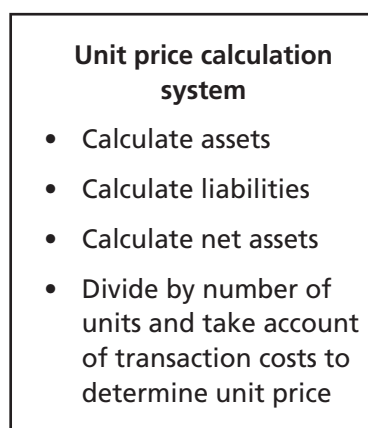 Unit price calculation
system
• Calculate assets
• Calculate liabilities
• Calculate net assets
• Divide by number of
units and take account
of transaction costs to
determine unit price